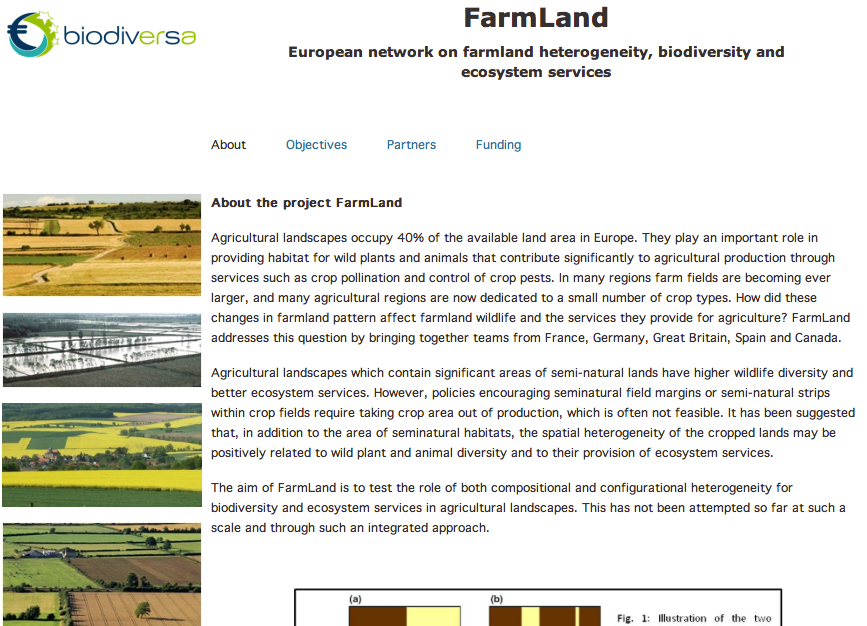 biodiversa
FarmLand
European network on farmland heterogeneity, biodiversity and
ecosystem services
About Objectives Partners Funding
About the project FarmLand
Agricultural landscapes occupy 40% of the available land area in Europe. They play an important role in
providing habitat for wild plants and animals that contribute significantly to agricultural production through
services such as crop pollination and control of crop pests. In many regions farm fields are becoming ever
larger, and many agricultural regions are now dedicated to a small number of crop types. How did these
changes in farmland pattern affect farmland wildlife and the services they provide for agriculture? FarmLand
addresses this question by bringing together teams from France, Germany, Great Britain, Spain and Canada.
Agricultural landscapes which contain significant areas of semi-natural lands have higher wildlife diversity and
better ecosystem services. However, policies encouraging seminatural field margins or semi-natural strips
within crop fields require taking crop area out of production, which is often not feasible. It has been suggested
that, in addition to the area of seminatural habitats, the spatial heterogeneity of the cropped lands may be
positively related to wild plant and animal diversity and to their provision of ecosystem services.
The aim of FarmLand is to test the role of both compositional and configurational heterogeneity for
biodiversity and ecosystem services in agricultural landscapes. This has not been attempted so far at such a
scale and through such an integrated approach.
(a) (b)
Fig. 1: Illustration of the two